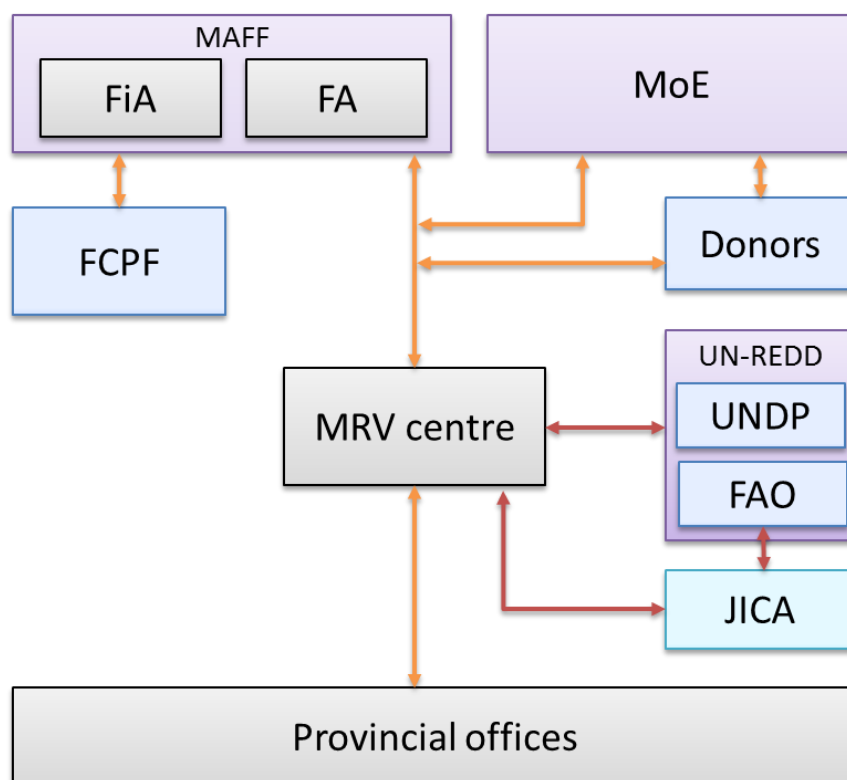 MAFF
FiA
FA
MoE
FCPF
Donors
UN-REDD
UNDP
MRV centre
FAO
JICA
Provincial offices